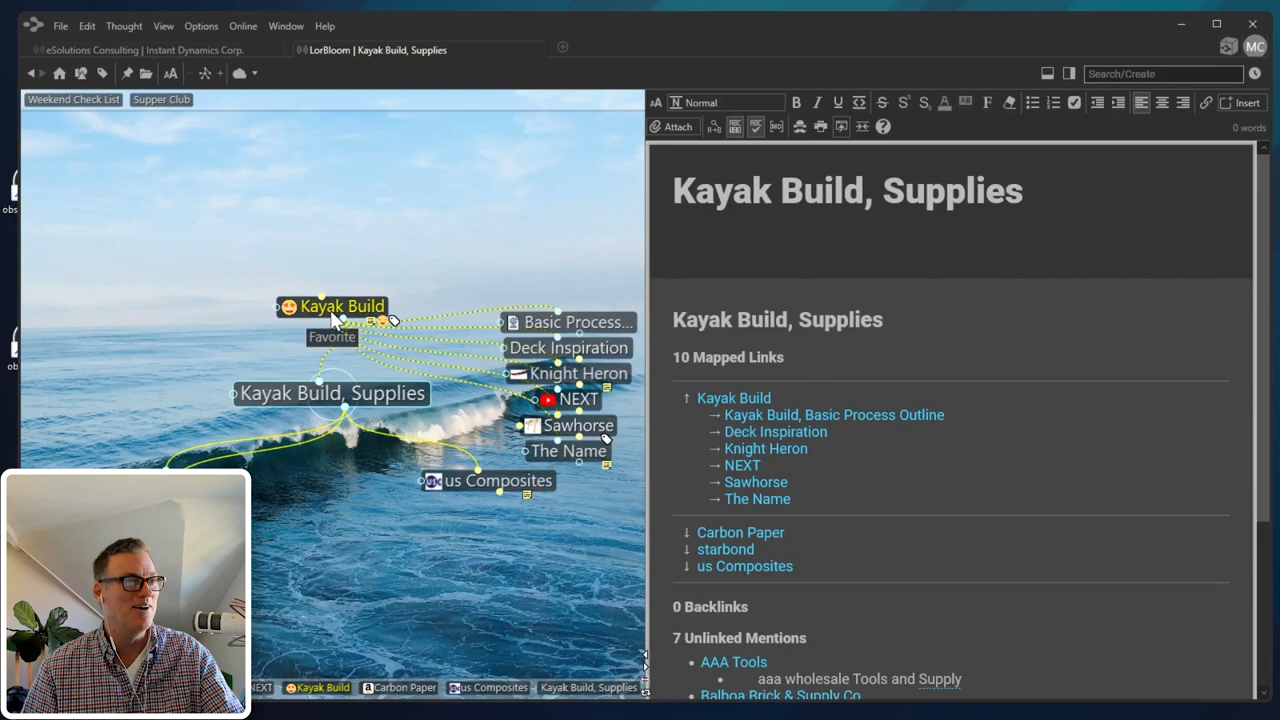 File Edit Thought View Options Online Window Help
eSolutions Consulting | Instant Dynamics Corp.
LorBloom | Kayak Build, Supplies
MC
Search/Create
Weekend Check List
Supper Club
Normal
Insert
Attach
0 words
obs
ob
Kayak Build
Favorite
Kayak Build, Supplies
Basic Process...
Deck Inspiration
Knight Heron
NEXT
Sawhorse
The Name
us Composites
NEXT
Kayak Build
Carbon Paper
us Composites
Kayak Build, Supplies
Kayak Build, Supplies
Kayak Build, Supplies
10 Mapped Links
↑ Kayak Build
→ Kayak Build, Basic Process Outline
→ Deck Inspiration
→ Knight Heron
→ NEXT
→ Sawhorse
→ The Name
↓ Carbon Paper
↓ starbond
↓ us Composites
0 Backlinks
7 Unlinked Mentions
• AAA Tools
• aaa wholesale Tools and Supply
• Balboa Brick & Supply Co